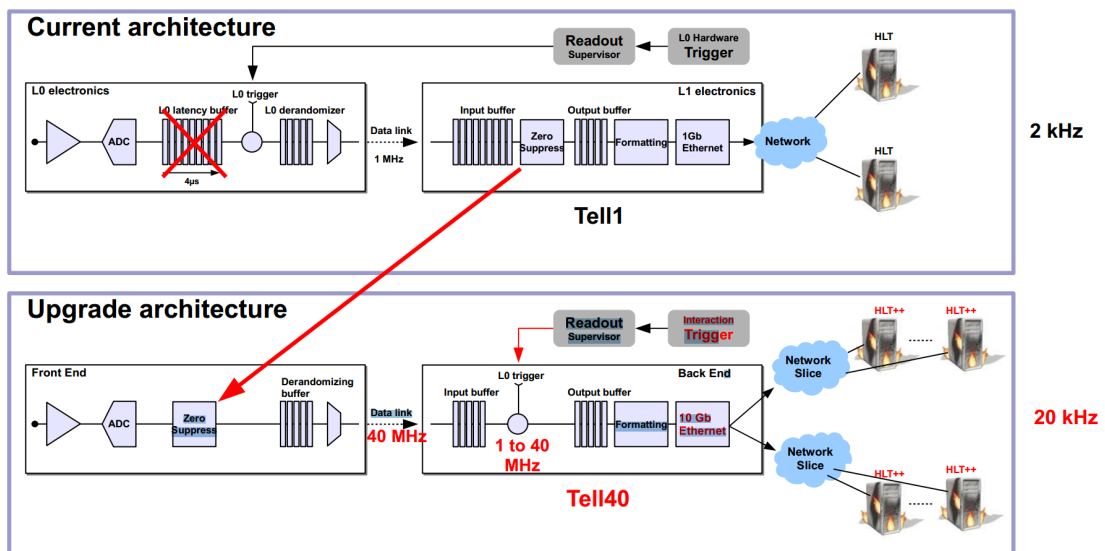 Current architecture
Readout
Supervisor
L0 Hardware
Trigger
HLT
L0 electronics
L0 trigger
L0 latency buffer
L0 derandomizer
ADC
4µs
Data link
1 MHz
L1 electronics
Input buffer
Output buffer
Zero
Suppress
Formatting
1Gb
Ethernet
Network
HLT
2 kHz
Tell1
Upgrade architecture
Readout
Supervisor
Interaction
Trigger
HLT++
HLT++
Front End
Derandomizing
buffer
ADC
Zero
Suppress
Data link
40 MHz
Back End
L0 trigger
Input buffer
Output buffer
1 to 40
MHz
Formatting
10 Gb
Ethernet
Network
Slice
Network
Slice
HLT++
HLT++
20 kHz
Tell40